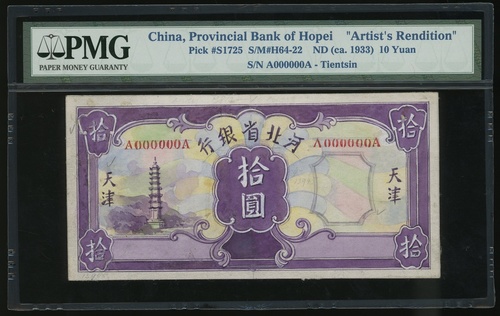 PMG
PAPER MONEY GUARANTY
China, Provincial Bank of Hopei "Artist's Rendition"
Pick #S1725 S/M#H64-22 ND (ca. 1933) 10 Yuan
S/N A000000A - Tientsin
拾 拾
行銀省北河
A000000A A000000A
天津 拾圓 天津
拾 拾